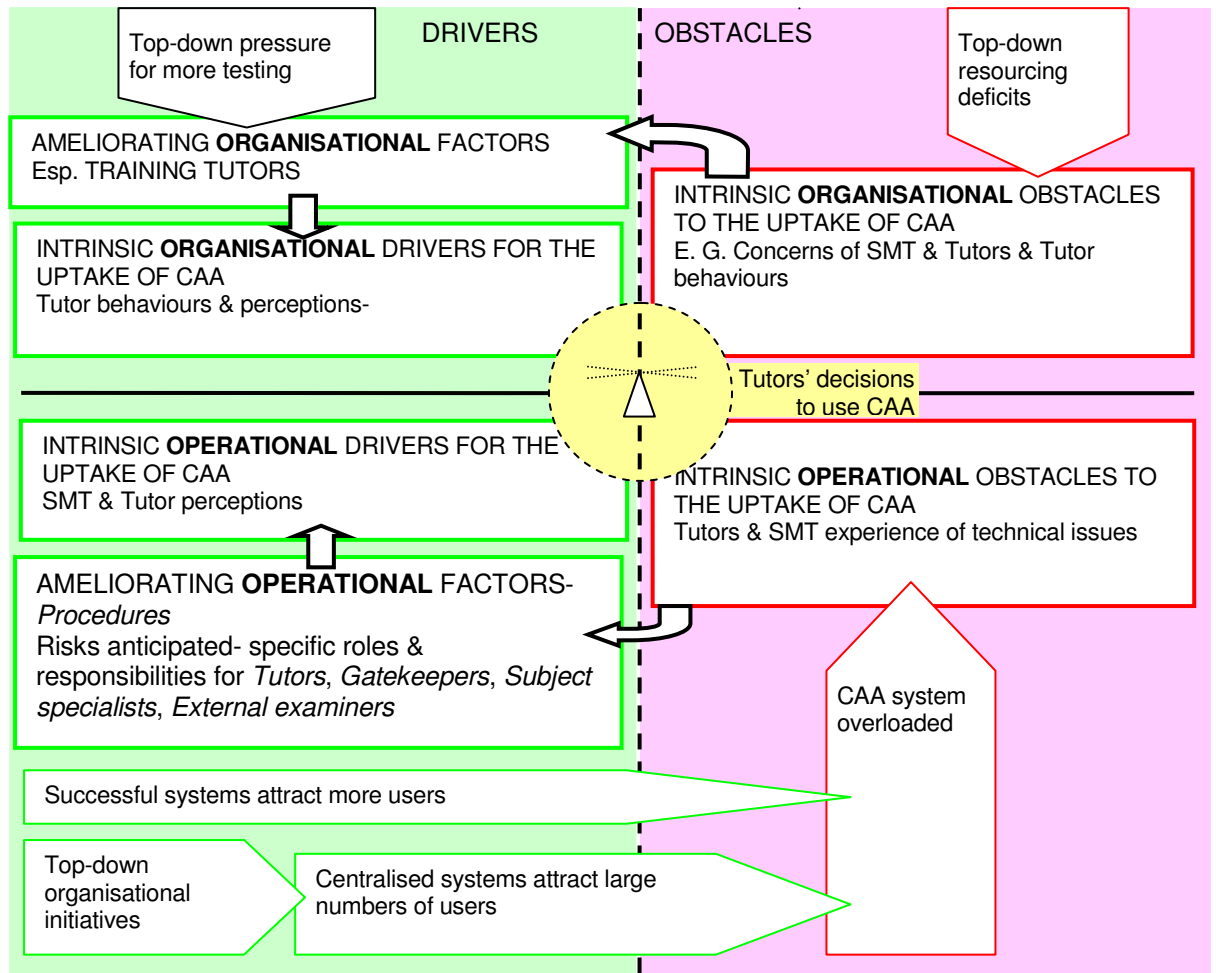 DRIVERS
OBSTACLES
Top-down pressure
for more testing
Top-down
resourcing
deficits
AMELIORATING ORGANISATIONAL FACTORS
Esp. TRAINING TUTORS
INTRINSIC ORGANISATIONAL DRIVERS FOR THE
UPTAKE OF CAA
Tutor behaviours & perceptions-
INTRINSIC ORGANISATIONAL OBSTACLES
TO THE UPTAKE OF CAA
E. G. Concerns of SMT & Tutors & Tutor
behaviours
Tutors’ decisions
to use CAA
INTRINSIC OPERATIONAL DRIVERS FOR THE
UPTAKE OF CAA
SMT & Tutor perceptions
INTRINSIC OPERATIONAL OBSTACLES TO
THE UPTAKE OF CAA
Tutors & SMT experience of technical issues
AMELIORATING OPERATIONAL FACTORS-
Procedures
Risks anticipated- specific roles &
responsibilities for Tutors, Gatekeepers, Subject
specialists, External examiners
CAA system
overloaded
Successful systems attract more users
Top-down
organisational
initiatives
Centralised systems attract large
numbers of users